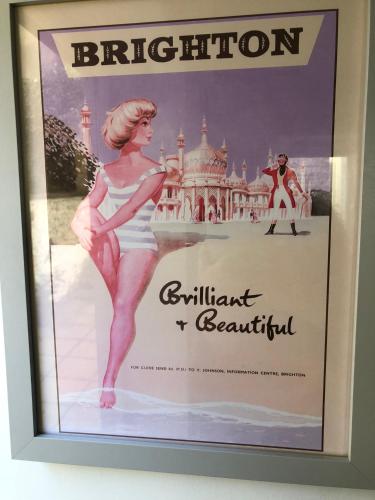 BRIGHTON
Brilliant
+ Beautiful
FOR GUIDE SEND 6d. (P.O.) TO V. JOHNSON, INFORMATION CENTRE, BRIGHTON